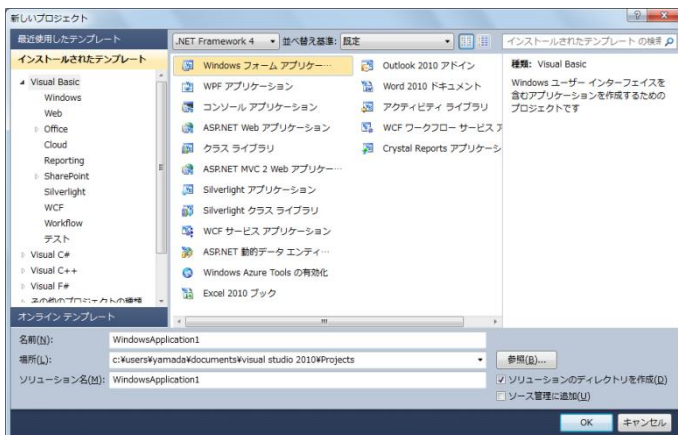 新しいプロジェクト
最近使用したテンプレート
.NET Framework 4
並べ替え基準: 既定
インストールされたテンプレート の検索
インストールされたテンプレート
Visual Basic
Windows
Web
Office
Cloud
Reporting
SharePoint
Silverlight
WCF
Workflow
テスト
Visual C#
Visual C++
Visual F#
その他のプロジェクトの種類
オンライン テンプレート
Windows フォーム アプリケー…
WPF アプリケーション
コンソール アプリケーション
ASP.NET Web アプリケーション
クラス ライブラリ
ASP.NET MVC 2 Web アプリケー…
Silverlight アプリケーション
Silverlight クラス ライブラリ
WCF サービス アプリケーション
ASP.NET 動的データ エンティ…
Windows Azure Tools の有効化
Excel 2010 ブック
Outlook 2010 アドイン
Word 2010 ドキュメント
アクティビティ ライブラリ
WCF ワークフロー サービス ア
Crystal Reports アプリケーシ
種類: Visual Basic
Windows ユーザー インターフェイスを
含むアプリケーションを作成するための
プロジェクトです
名前(N): WindowsApplication1
場所(L): c:¥users¥yamada¥documents¥visual studio 2010¥Projects
参照(B)...
ソリューション名(M): WindowsApplication1
ソリューションのディレクトリを作成(D)
ソース管理に追加(U)
OK
キャンセル